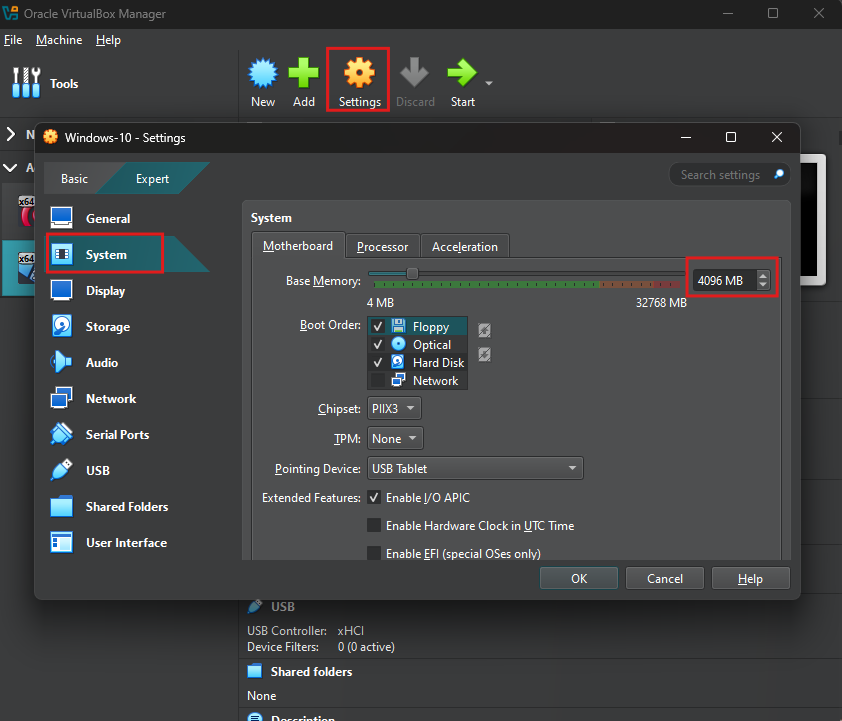 Oracle VirtualBox Manager
File Machine Help
Tools
New Add Settings Discard Start
N
Windows-10 - Settings
A
Basic Expert
Search settings
x64
General
System
System
Motherboard Processor Acceleration
x64
Base Memory: 4096 MB
4 MB 32768 MB
Display
Boot Order: Floppy
Storage
Optical
Audio
Hard Disk
Network
Network
Chipset: PIIX3
Serial Ports
TPM: None
USB
Pointing Device: USB Tablet
Shared Folders
Extended Features: Enable I/O APIC
User Interface
Enable Hardware Clock in UTC Time
Enable EFI (special OSes only)
OK Cancel Help
USB
USB Controller: xHCI
Device Filters: 0 (0 active)
Shared folders
None
Description